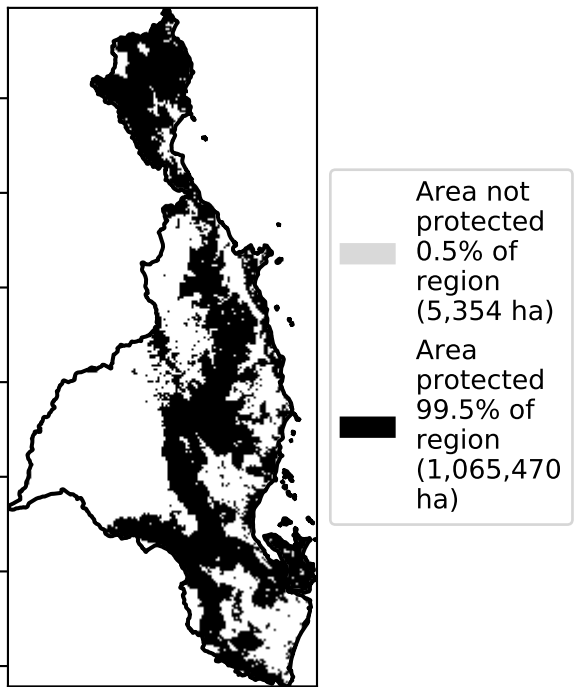 Area not
protected
0.5% of
region
(5,354 ha)
Area
protected
99.5% of
region
(1,065,470
ha)